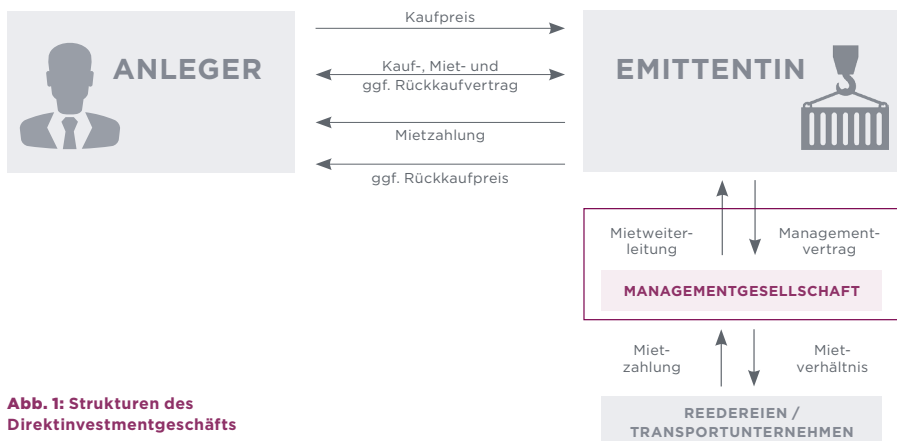 Kaufpreis
ANLEGER
Kauf-, Miet- und
ggf. Rückkaufvertrag
EMITTENTIN
Mietzahlung
ggf. Rückkaufpreis
Mietweiter-
leitung
Management-
vertrag
MANAGEMENTGESELLSCHAFT
Miet-
zahlung
Miet-
verhältnis
Abb. 1: Strukturen des
Direktinvestmentgeschäfts
REEDEREIEN /
TRANSPORTUNTERNEHMEN